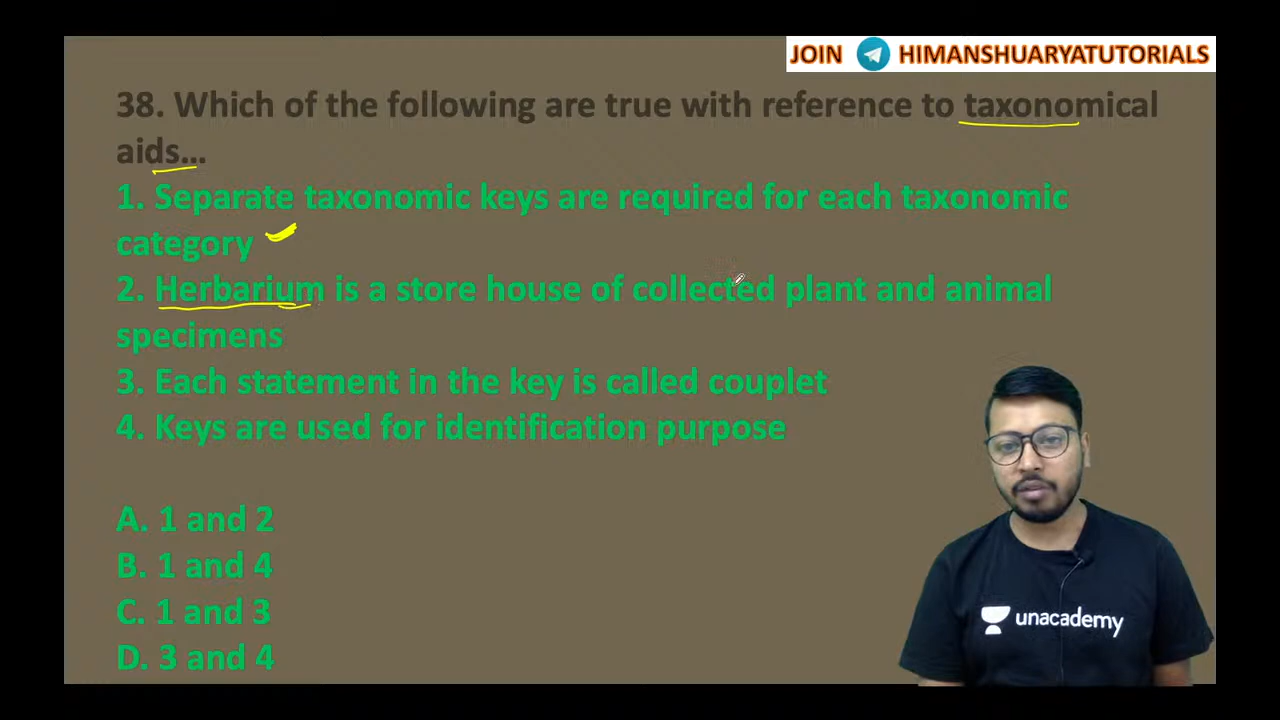 JOIN HIMANSHUARYATUTORIALS
38. Which of the following are true with reference to taxonomical
aids...
1. Separate taxonomic keys are required for each taxonomic
category
2. Herbarium is a store house of collected plant and animal
specimens
3. Each statement in the key is called couplet
4. Keys are used for identification purpose
A. 1 and 2
B. 1 and 4
C. 1 and 3
D. 3 and 4
unacademy